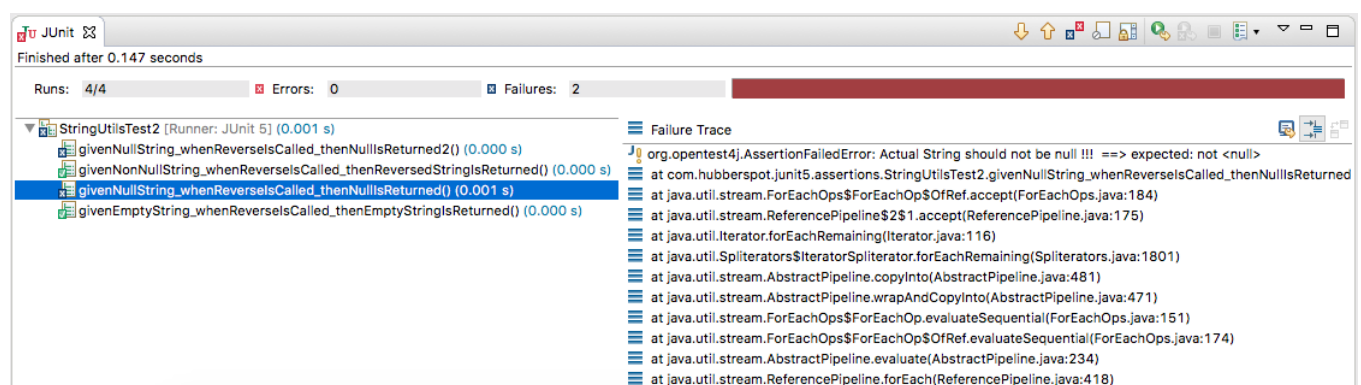 JUnit
Finished after 0.147 seconds
Runs: 4/4 Errors: 0 Failures: 2
StringUtilsTest2 [Runner: JUnit 5] (0.001 s)
givenNullString_whenReverseIsCalled_thenNullIsReturned2() (0.000 s)
givenNonNullString_whenReverseIsCalled_thenReversedStringIsReturned() (0.000 s)
givenNullString_whenReverseIsCalled_thenNullIsReturned() (0.001 s)
givenEmptyString_whenReverseIsCalled_thenEmptyStringIsReturned() (0.000 s)
Failure Trace
org.opentest4j.AssertionFailedError: Actual String should not be null !!! ==> expected: not <null>
at com.hubberspot.junit5.assertions.StringUtilsTest2.givenNullString_whenReverseIsCalled_thenNullIsReturned
at java.util.stream.ForEachOps$ForEachOp$OfRef.accept(ForEachOps.java:184)
at java.util.stream.ReferencePipeline$2$1.accept(ReferencePipeline.java:175)
at java.util.Iterator.forEachRemaining(Iterator.java:116)
at java.util.Spliterators$IteratorSpliterator.forEachRemaining(Spliterators.java:1801)
at java.util.stream.AbstractPipeline.copyInto(AbstractPipeline.java:481)
at java.util.stream.AbstractPipeline.wrapAndCopyInto(AbstractPipeline.java:471)
at java.util.stream.ForEachOps$ForEachOp.evaluateSequential(ForEachOps.java:151)
at java.util.stream.ForEachOps$ForEachOp$OfRef.evaluateSequential(ForEachOps.java:174)
at java.util.stream.AbstractPipeline.evaluate(AbstractPipeline.java:234)
at java.util.stream.ReferencePipeline.forEach(ReferencePipeline.java:418)